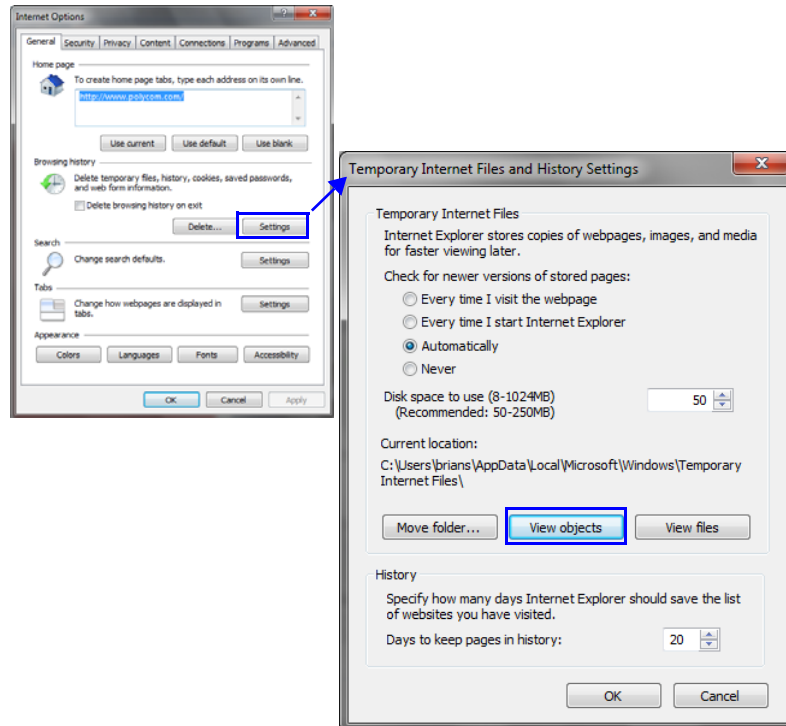 Internet Options
General Security Privacy Content Connections Programs Advanced
Home page
To create home page tabs, type each address on its own line.
http://www.polycom.com/
Use current Use default Use blank
Browsing history
Delete temporary files, history, cookies, saved passwords,
and web form information.
Delete browsing history on exit
Delete... Settings
Search
Change search defaults. Settings
Tabs
Change how webpages are displayed in
tabs. Settings
Appearance
Colors Languages Fonts Accessibility
OK Cancel Apply
Temporary Internet Files and History Settings
Temporary Internet Files
Internet Explorer stores copies of webpages, images, and media
for faster viewing later.
Check for newer versions of stored pages:
Every time I visit the webpage
Every time I start Internet Explorer
Automatically
Never
Disk space to use (8-1024MB) 50
(Recommended: 50-250MB)
Current location:
C:\Users\brians\AppData\Local\Microsoft\Windows\Temporary
Internet Files\
Move folder... View objects View files
History
Specify how many days Internet Explorer should save the list
of websites you have visited.
Days to keep pages in history: 20
OK Cancel